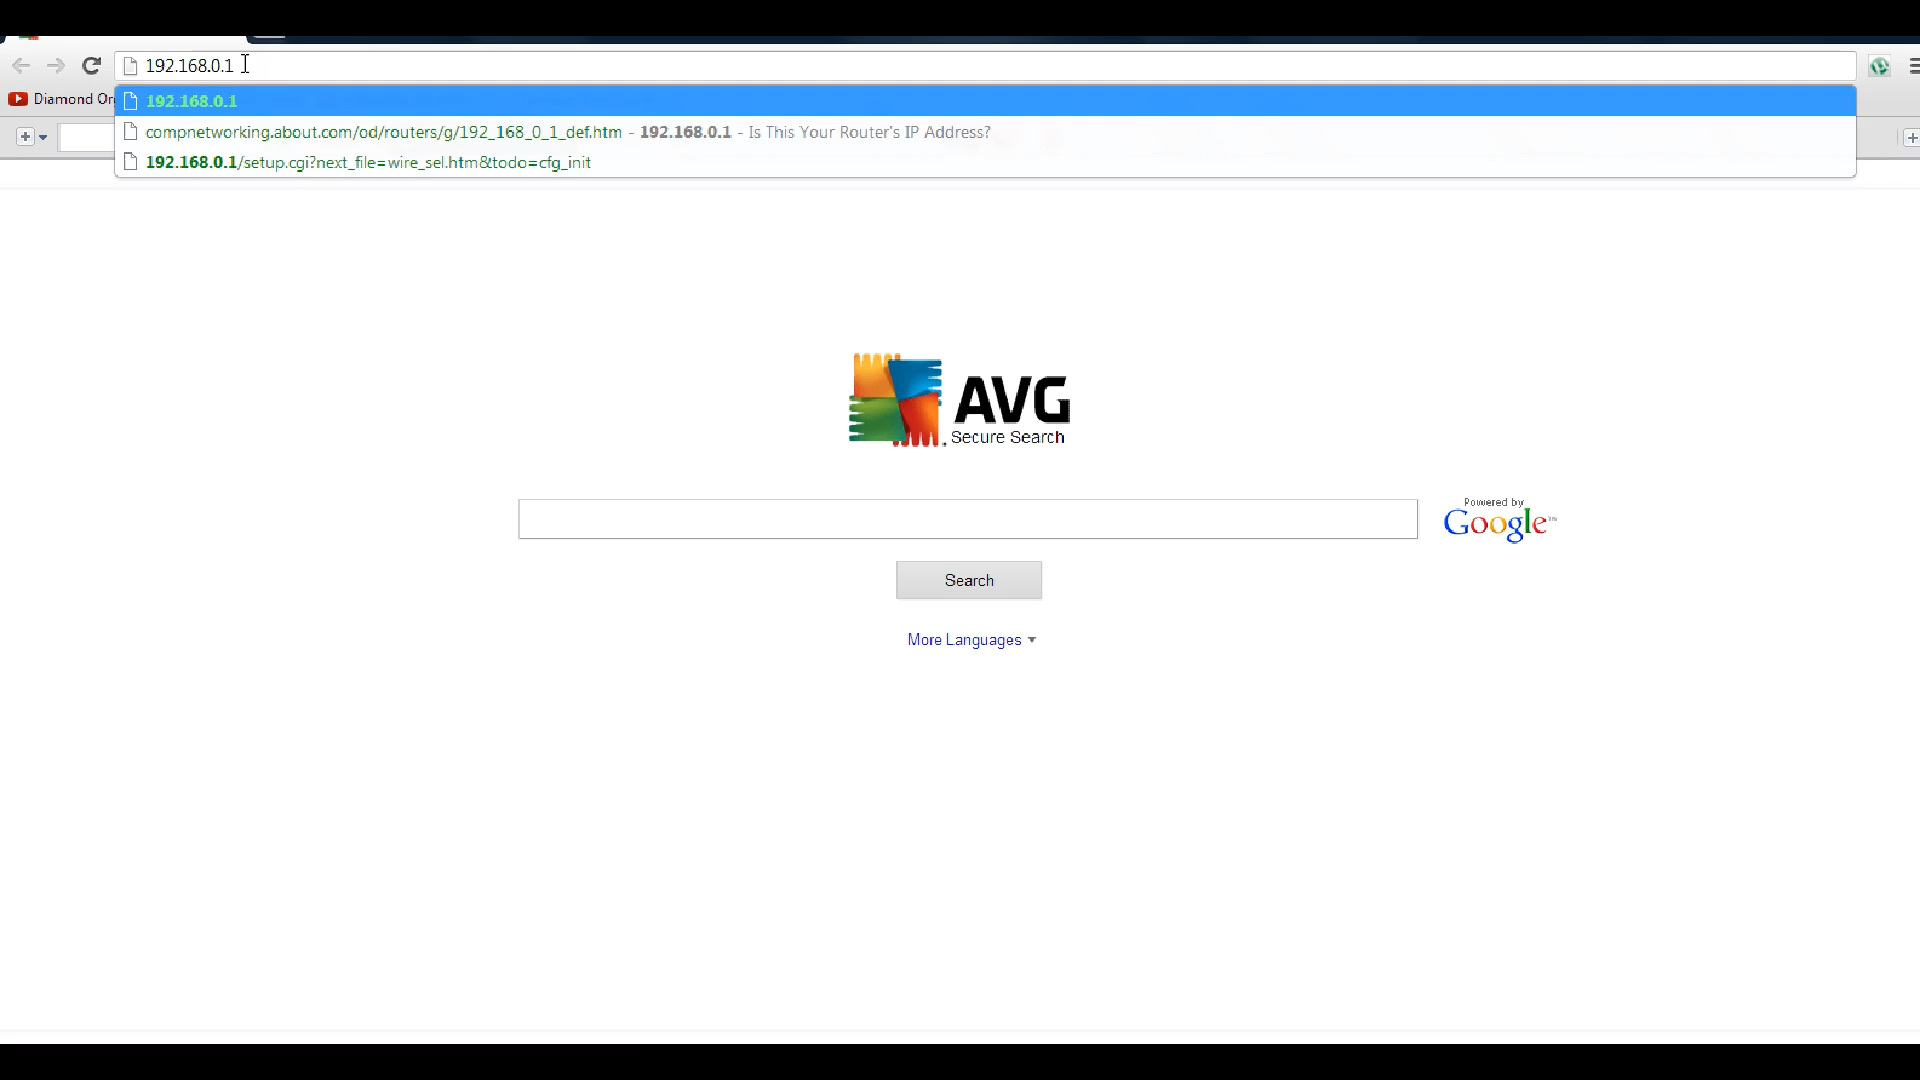 192.168.0.1
Diamond Or
192.168.0.1
compnetworking.about.com/od/routers/g/192_168_0_1_def.htm - 192.168.0.1 - Is This Your Router's IP Address?
192.168.0.1/setup.cgi?next_file=wire_sel.htm&todo=cfg_init
AVG
Secure Search
Powered by
Google™
Search
More Languages